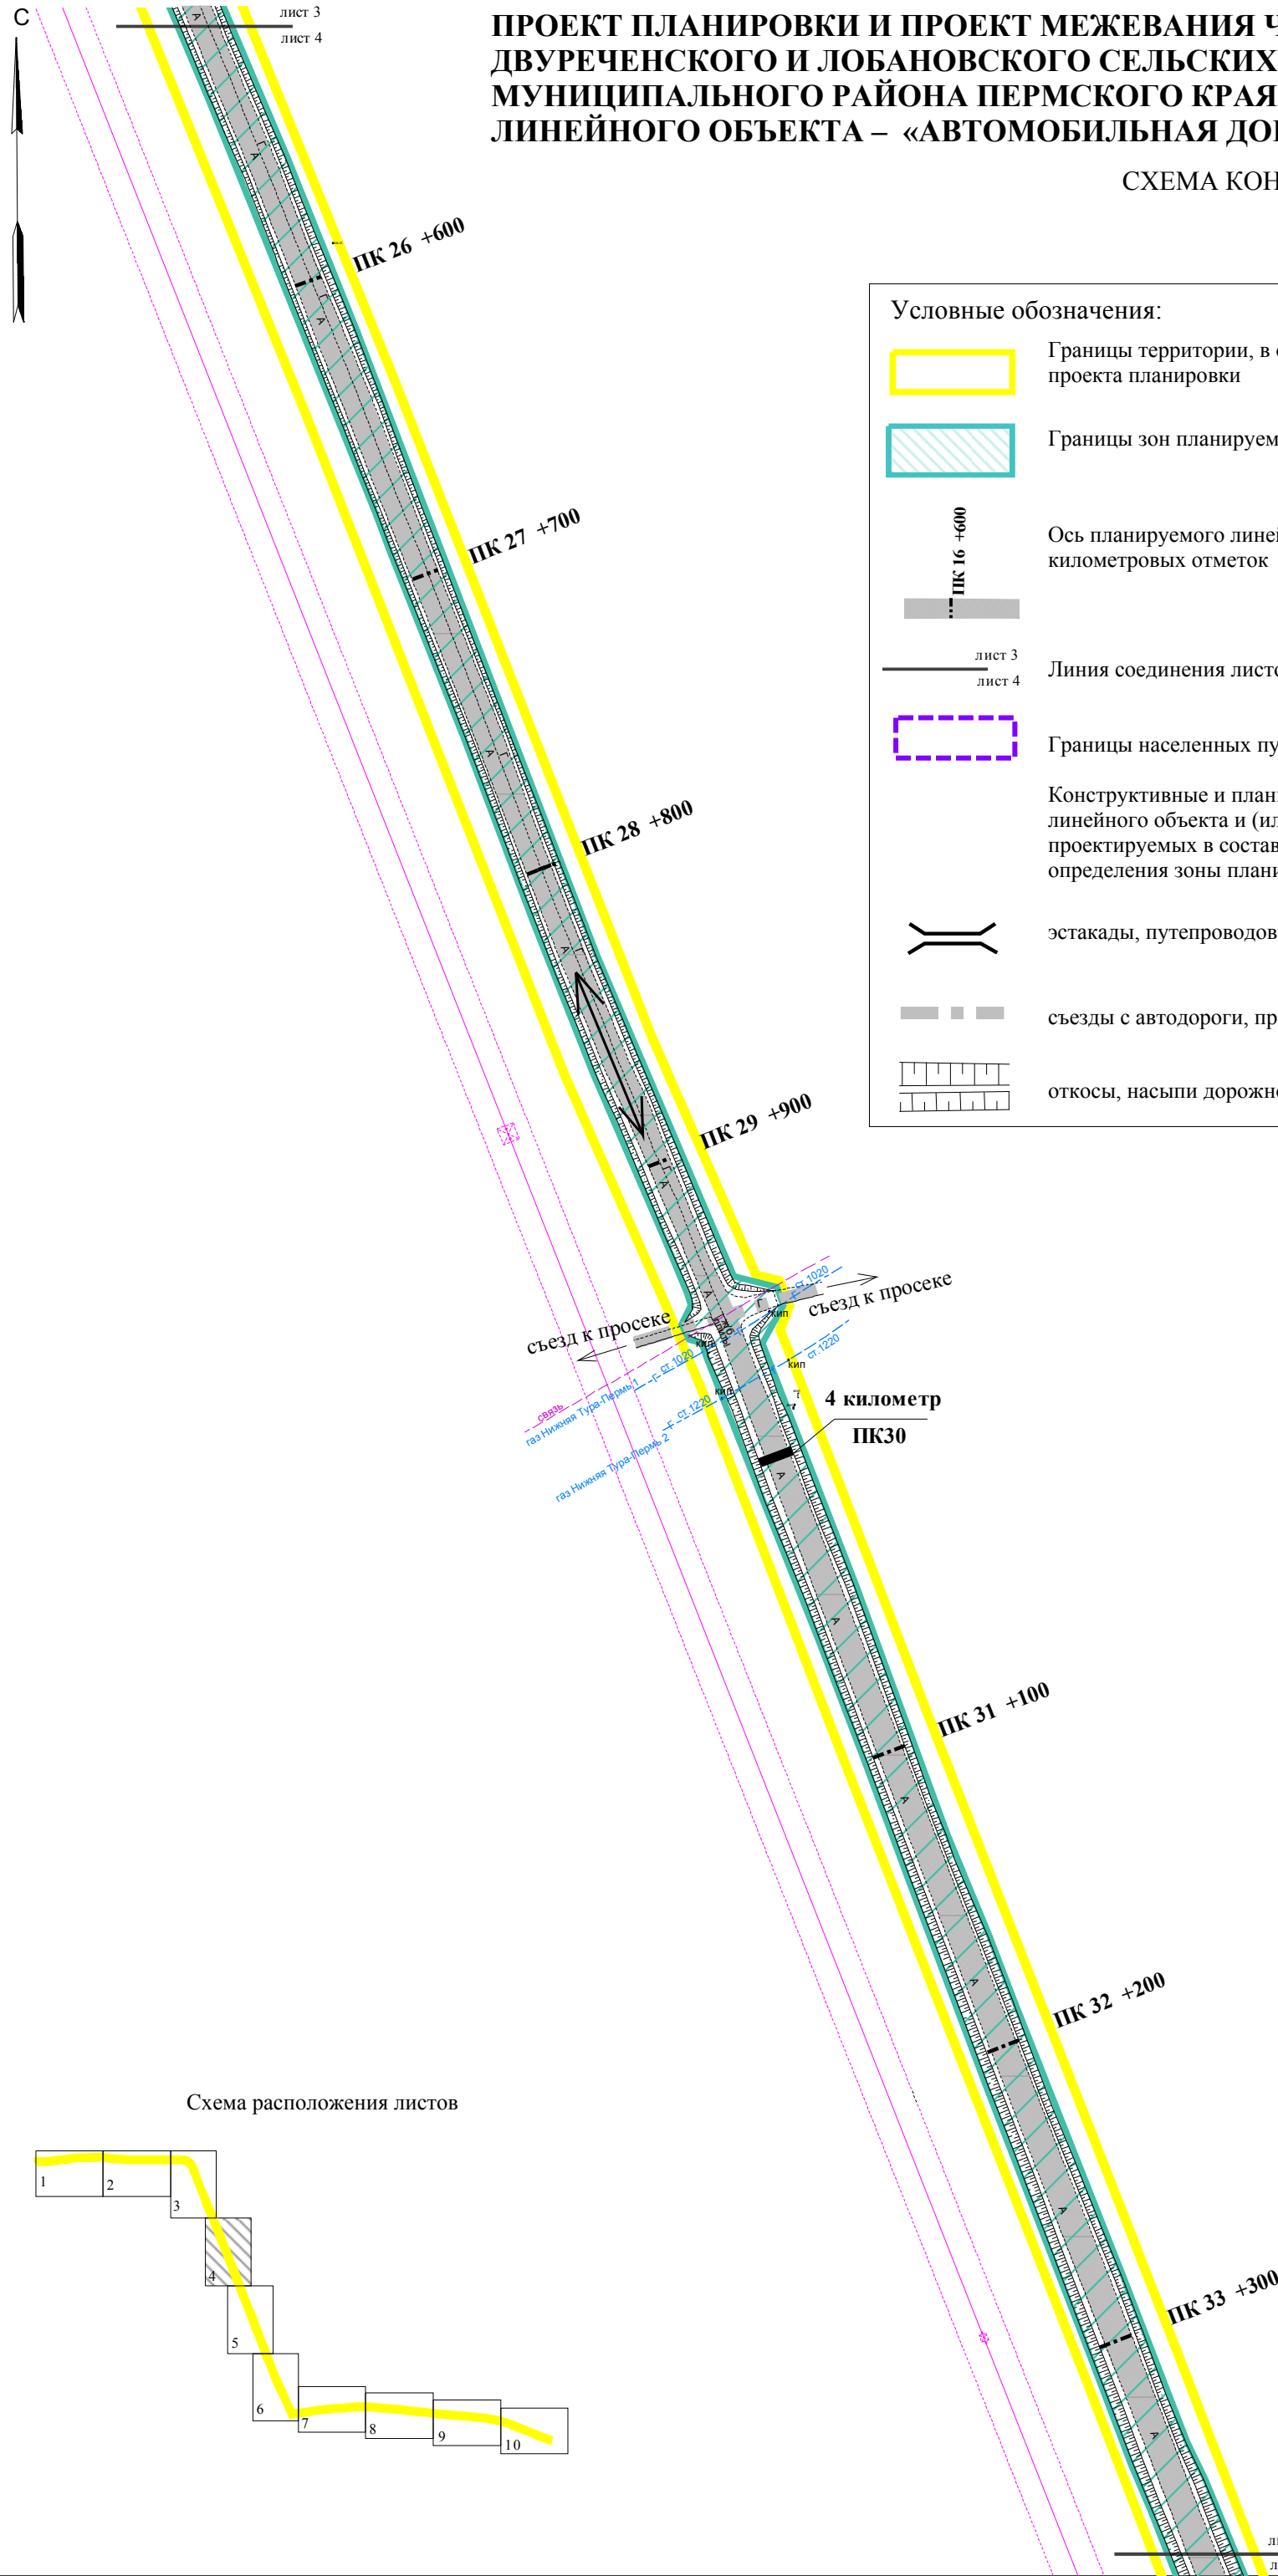 С
лист 3
лист 4
ПРОЕКТ ПЛАНИРОВКИ И ПРОЕКТ МЕЖЕВАНИЯ Ч
ДВУРЕЧЕНСКОГО И ЛОБАНОВСКОГО СЕЛЬСКИХ
МУНИЦИПАЛЬНОГО РАЙОНА ПЕРМСКОГО КРАЯ
ЛИНЕЙНОГО ОБЪЕКТА – «АВТОМОБИЛЬНАЯ ДО
СХЕМА КОН
ПК 26 +600
ПК 27 +700
ПК 28 +800
ПК 29 +900
Условные обозначения:
Границы территории, в
проекта планировки
Границы зон планируем
ПК 16 +600
Ось планируемого лине
километровых отметок
лист 3
лист 4
Линия соединения листо
Границы населенных пу
Конструктивные и план
линейного объекта и (ил
проектируемых в состав
определения зоны плани
эстакады, путепроводов
съезды с автодороги, пр
откосы, насыпи дорожн
съезд к просеке
съезд к просеке
ст.1020
кип
ст.1220
кип
кип
ст.1020
кип
ст.1220
связь
газ Нижняя Тура-Пермь 1
газ Нижняя Тура-Пермь 2
4 километр
ПК30
ПК 31 +100
ПК 32 +200
ПК 33 +300
Схема расположения листов
1
2
3
4
5
6
7
8
9
10